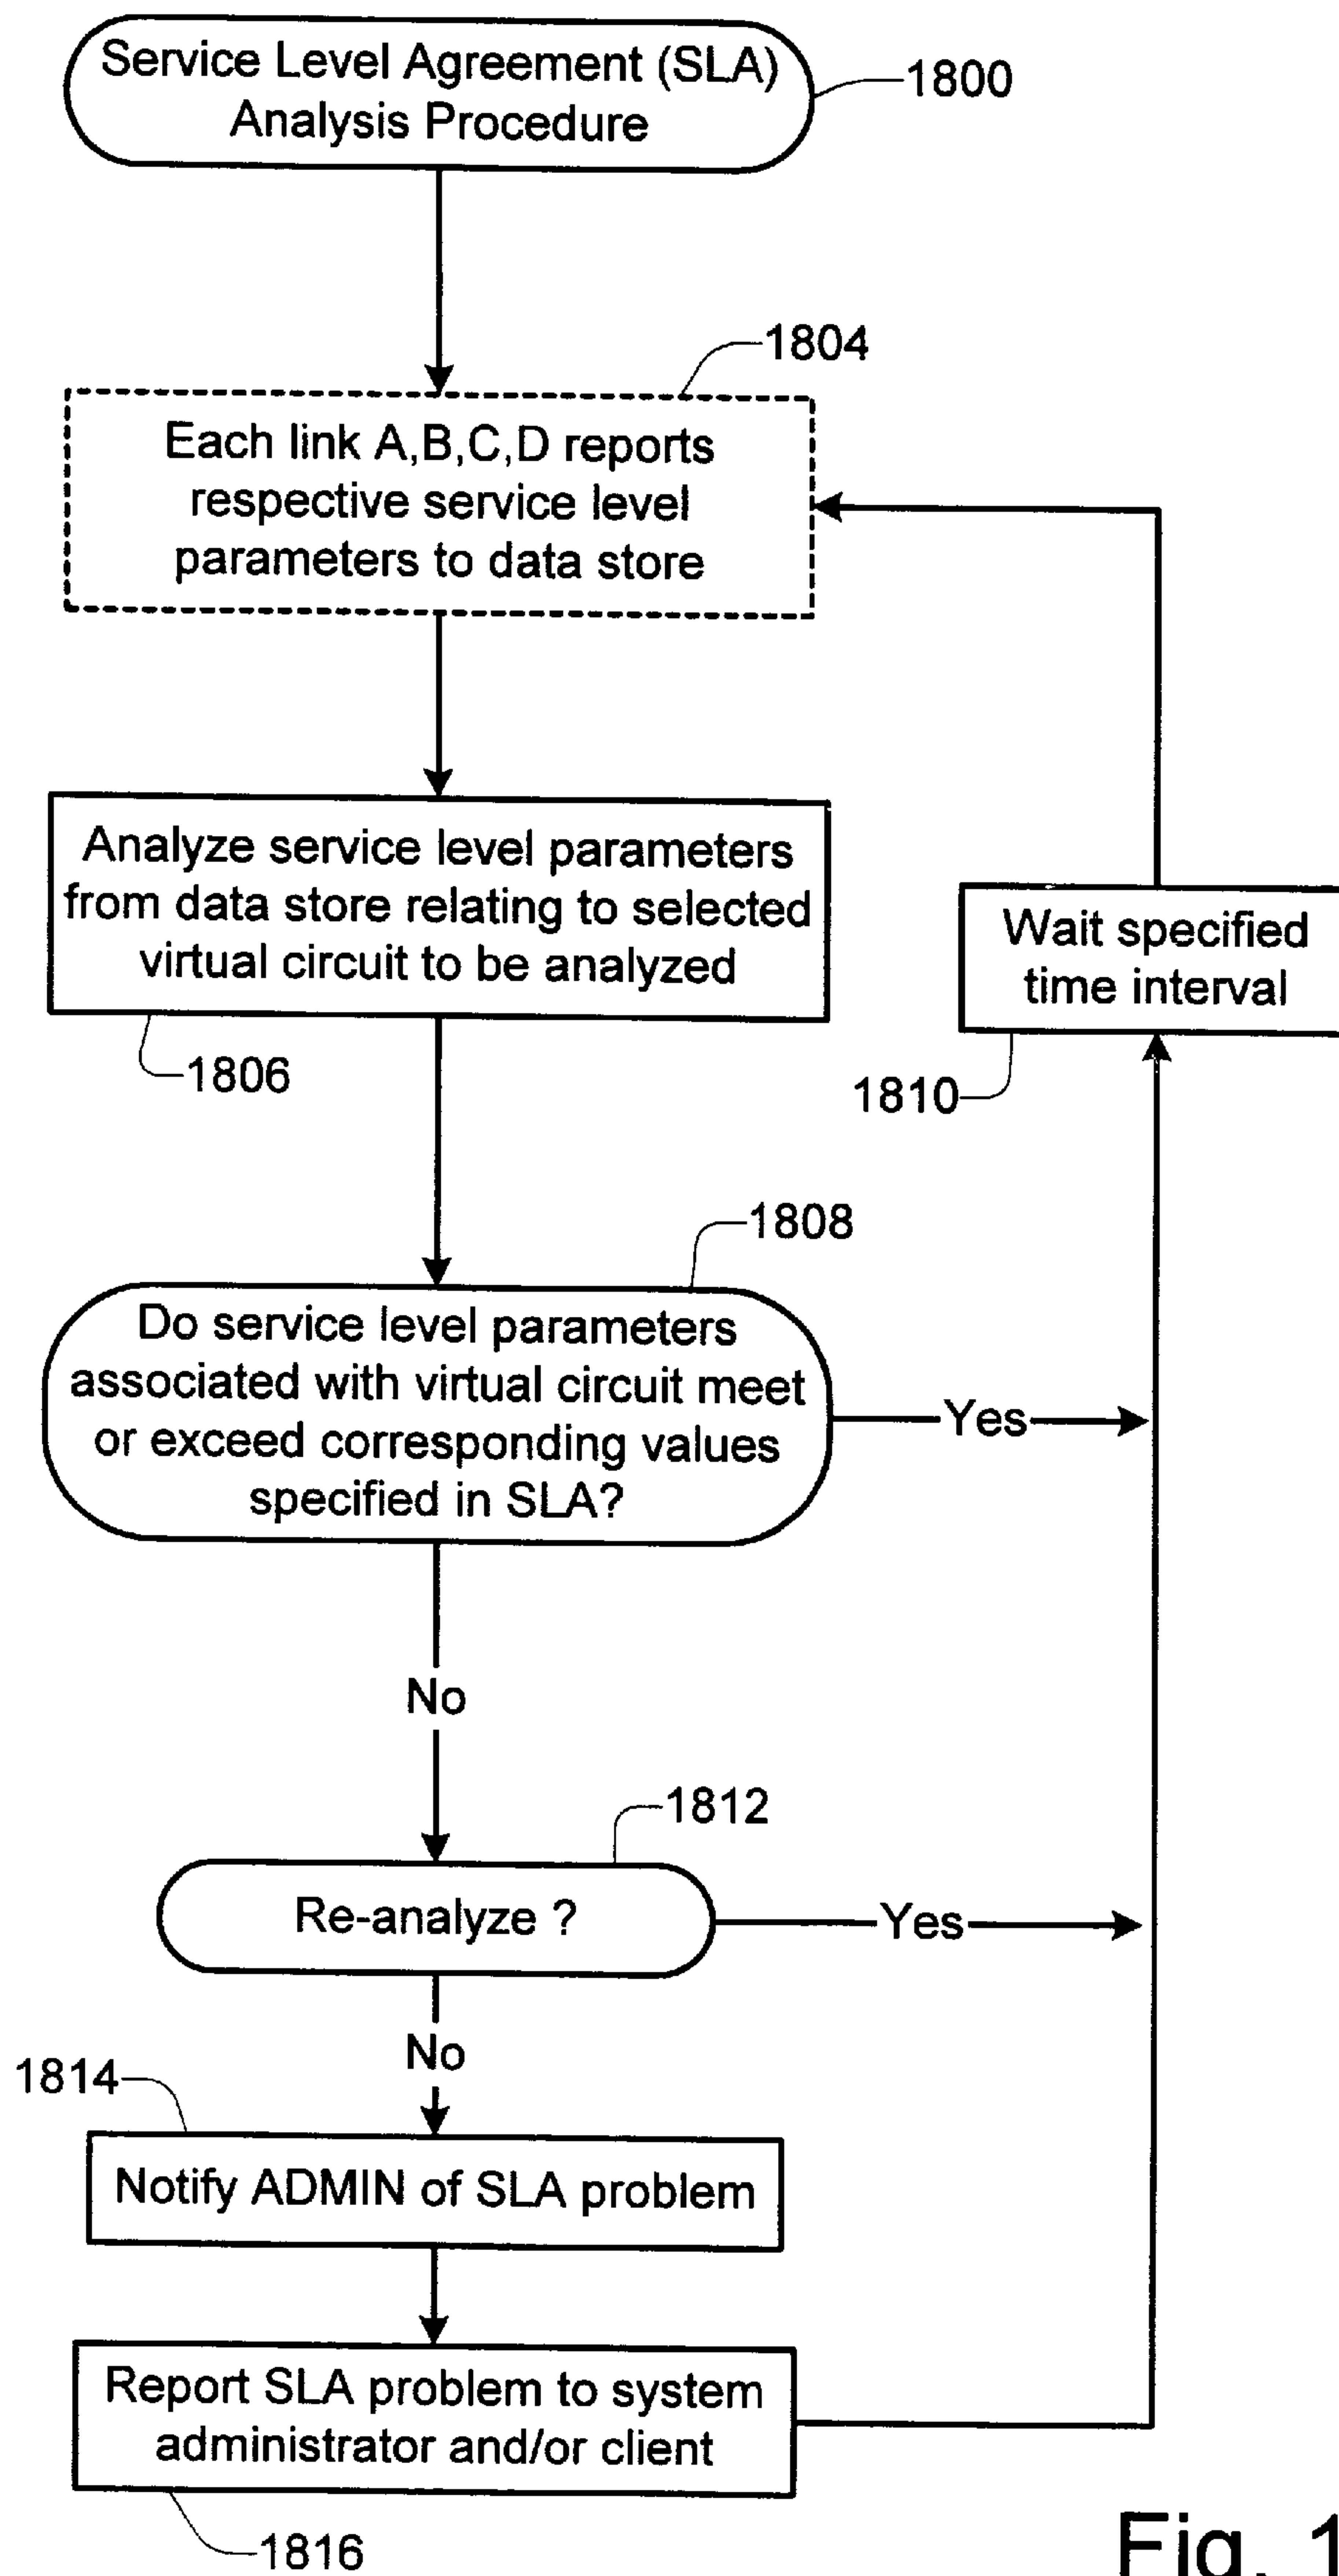 Service Level Agreement (SLA)
Analysis Procedure
1800
1804
Each link A,B,C,D reports
respective service level
parameters to data store
Analyze service level parameters
from data store relating to selected
virtual circuit to be analyzed
1806
Wait specified
time interval
1810
1808
Do service level parameters
associated with virtual circuit meet
or exceed corresponding values
specified in SLA?
Yes
No
1812
Re-analyze ?
Yes
No
1814
Notify ADMIN of SLA problem
Report SLA problem to system
administrator and/or client
1816
Fig. 1